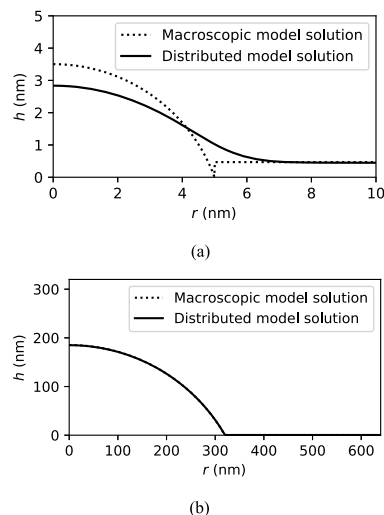 5
4
3
2
1
0
h (nm)
Macroscopic model solution
Distributed model solution
0 2 4 6 8 10
r (nm)
(a)
300
200
100
0
h (nm)
Macroscopic model solution
Distributed model solution
0 100 200 300 400 500 600
r (nm)
(b)